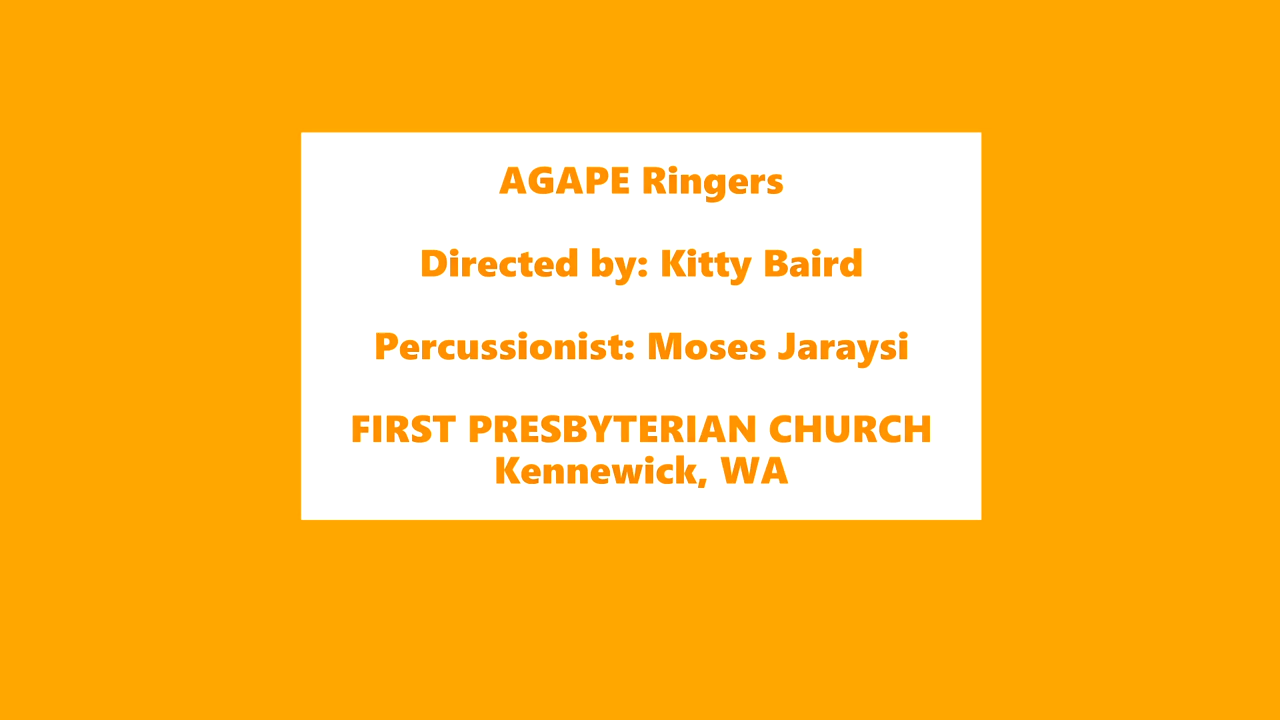 AGAPE Ringers
Directed by: Kitty Baird
Percussionist: Moses Jaraysi
FIRST PRESBYTERIAN CHURCH
Kennewick, WA